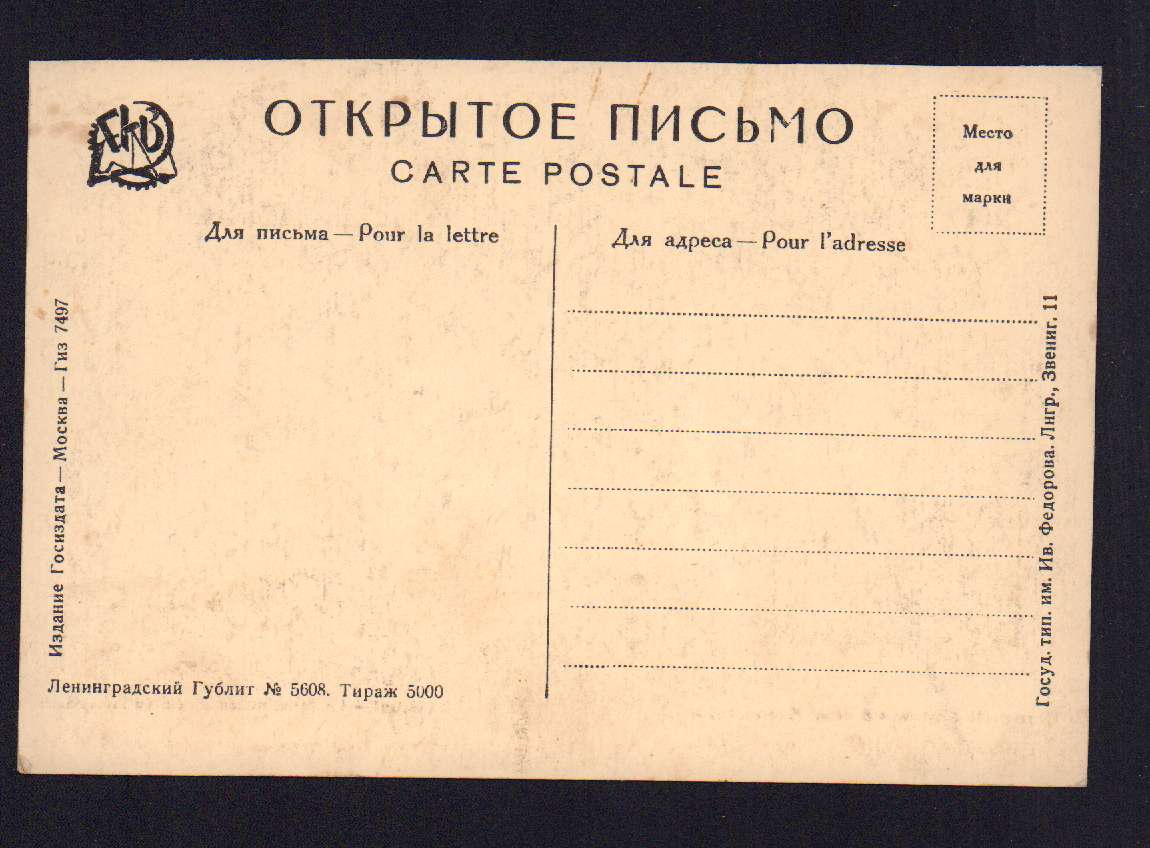 ОТКРЫТОЕ ПИСЬМО
CARTE POSTALE
Место
для
марки
Для письма — Pour la lettre
Для адреса — Pour l'adresse
Издание Госиздата — Москва — Гиз 7497
Ленинградский Гублит № 5608. Тираж 5000
Госуд. тип. им. Ив. Федорова. Лнгр., Звениг. 11